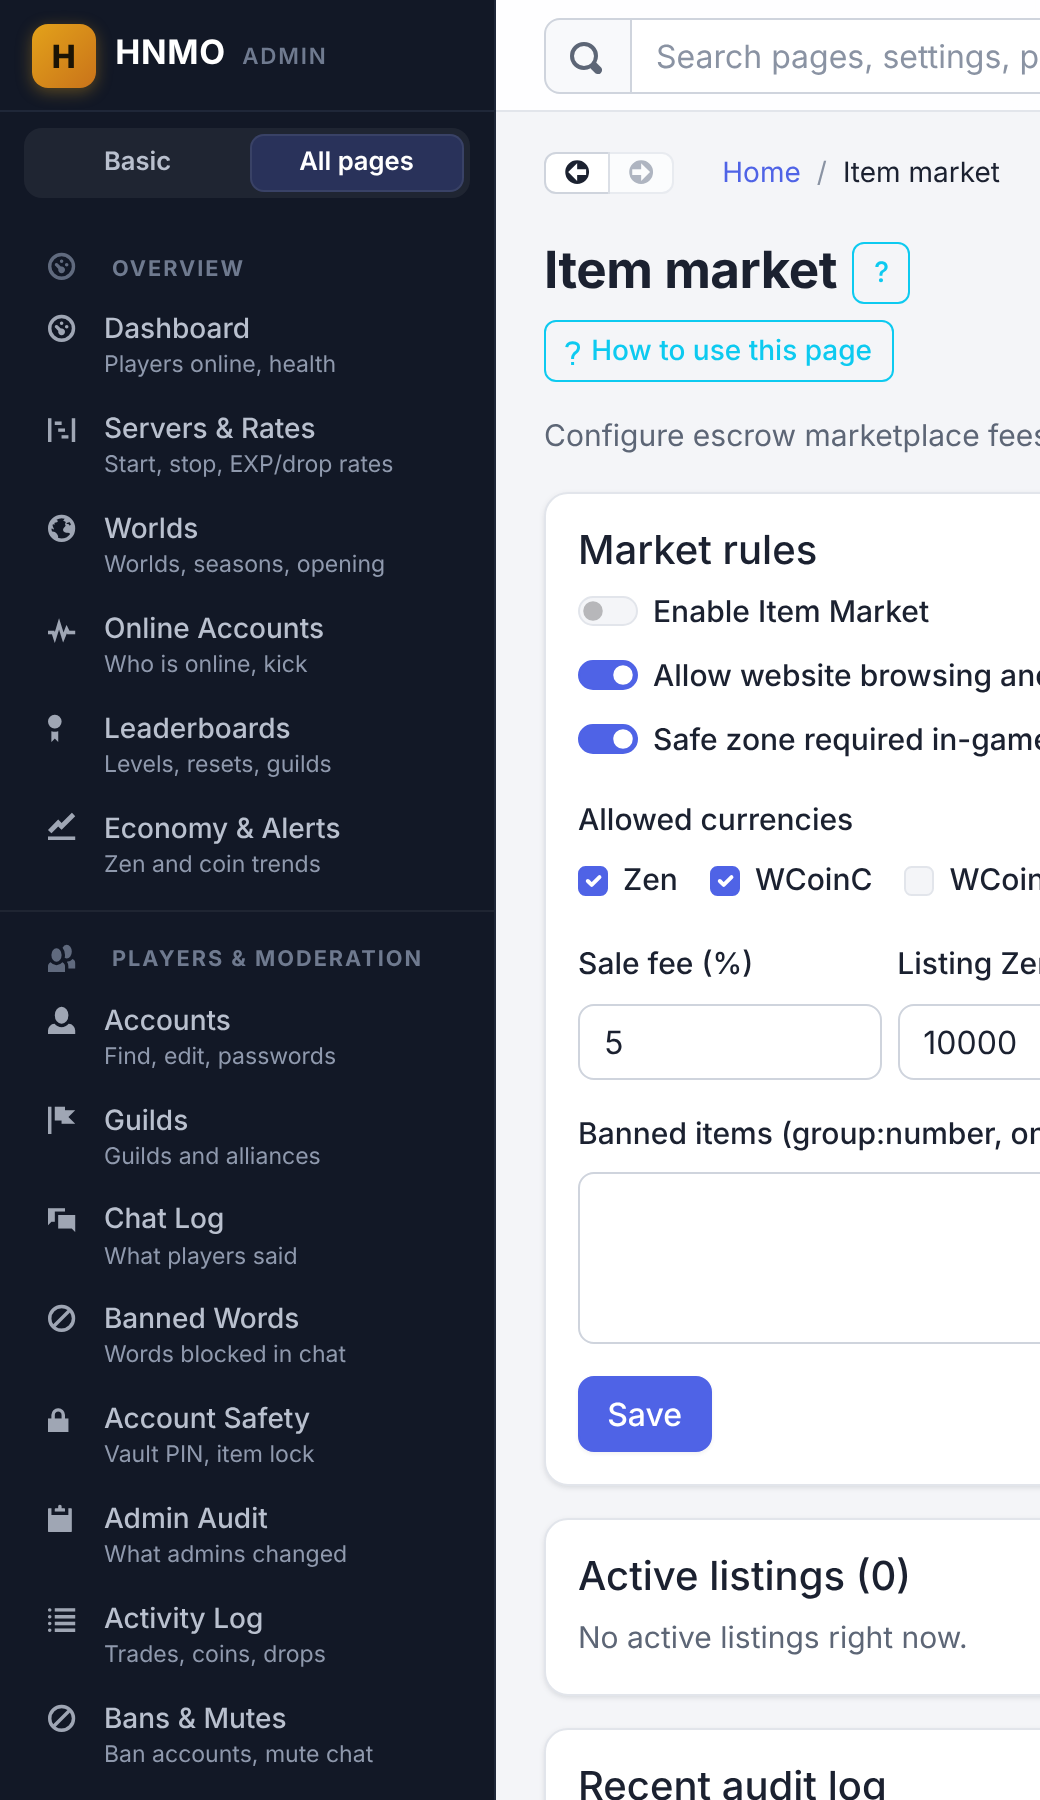 H HNMO ADMIN
Basic All pages
OVERVIEW
Dashboard
Players online, health
Servers & Rates
Start, stop, EXP/drop rates
Worlds
Worlds, seasons, opening
Online Accounts
Who is online, kick
Leaderboards
Levels, resets, guilds
Economy & Alerts
Zen and coin trends
PLAYERS & MODERATION
Accounts
Find, edit, passwords
Guilds
Guilds and alliances
Chat Log
What players said
Banned Words
Words blocked in chat
Account Safety
Vault PIN, item lock
Admin Audit
What admins changed
Activity Log
Trades, coins, drops
Bans & Mutes
Ban accounts, mute chat
Search pages, settings, p
Home / Item market
Item market ?
? How to use this page
Configure escrow marketplace fees
Market rules
Enable Item Market
Allow website browsing and
Safe zone required in-game
Allowed currencies
Zen WCoinC WCoin
Sale fee (%) Listing Zen
5 10000
Banned items (group:number, on
Save
Active listings (0)
No active listings right now.
Recent audit log